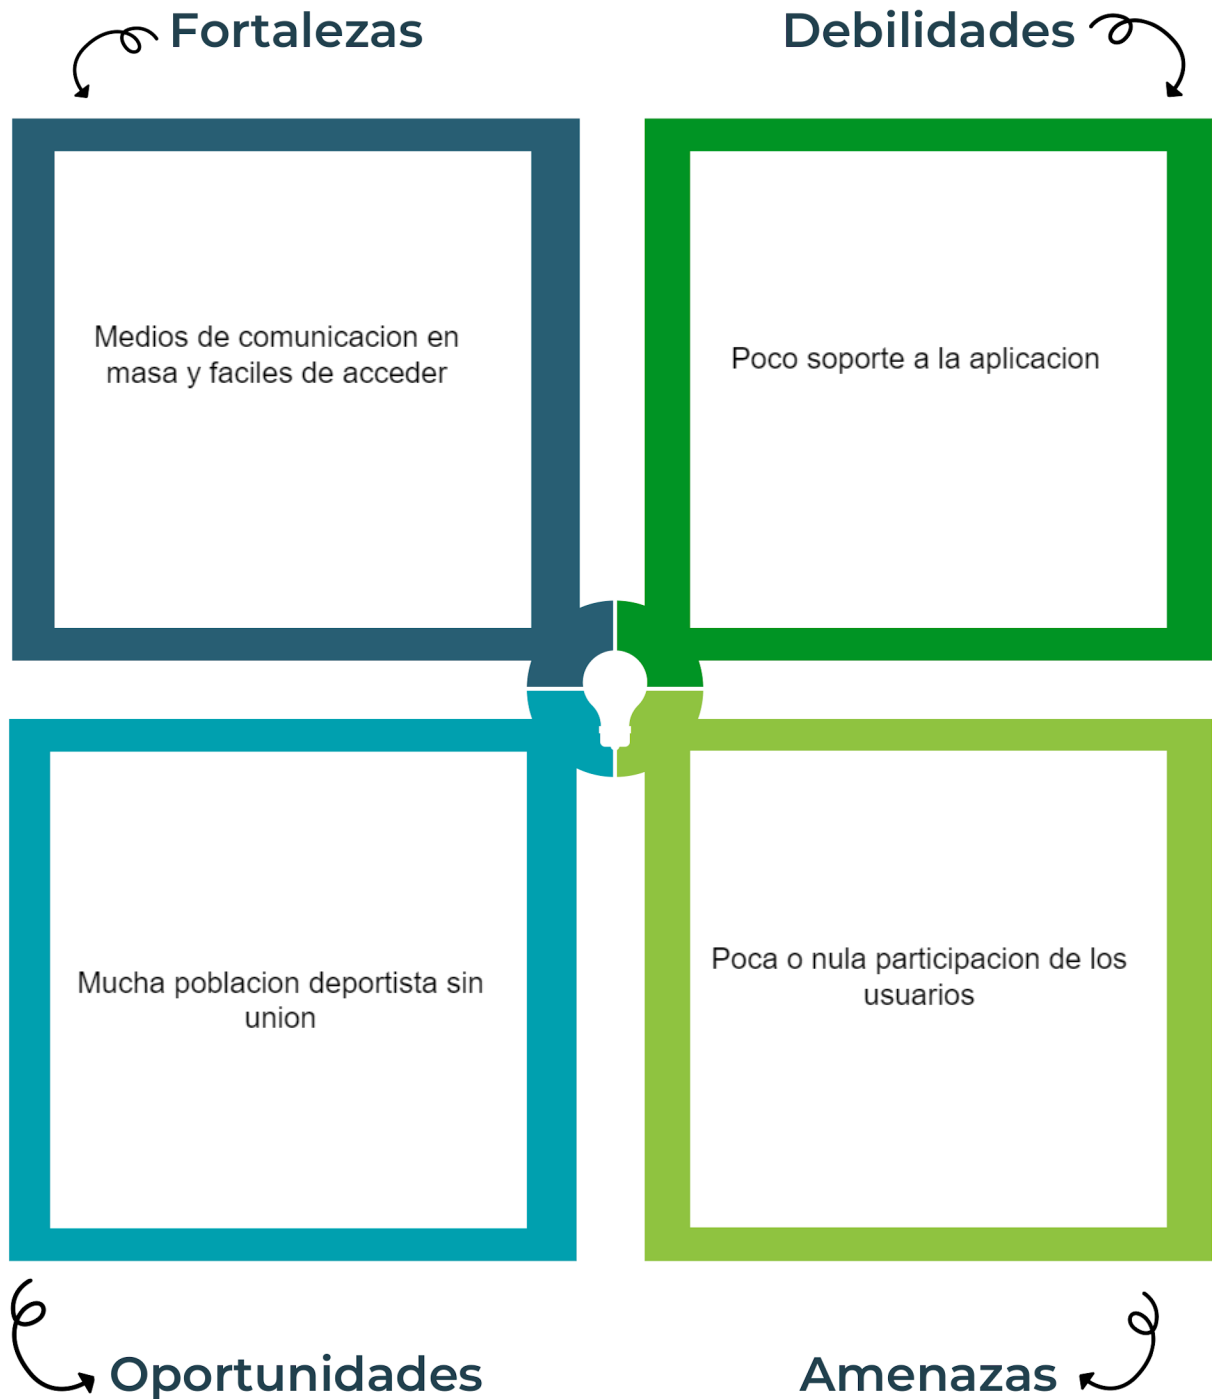 Fortalezas
Debilidades
Medios de comunicacion en
masa y faciles de acceder
Poco soporte a la aplicacion
Mucha poblacion deportista sin
union
Poca o nula participacion de los
usuarios
Oportunidades
Amenazas